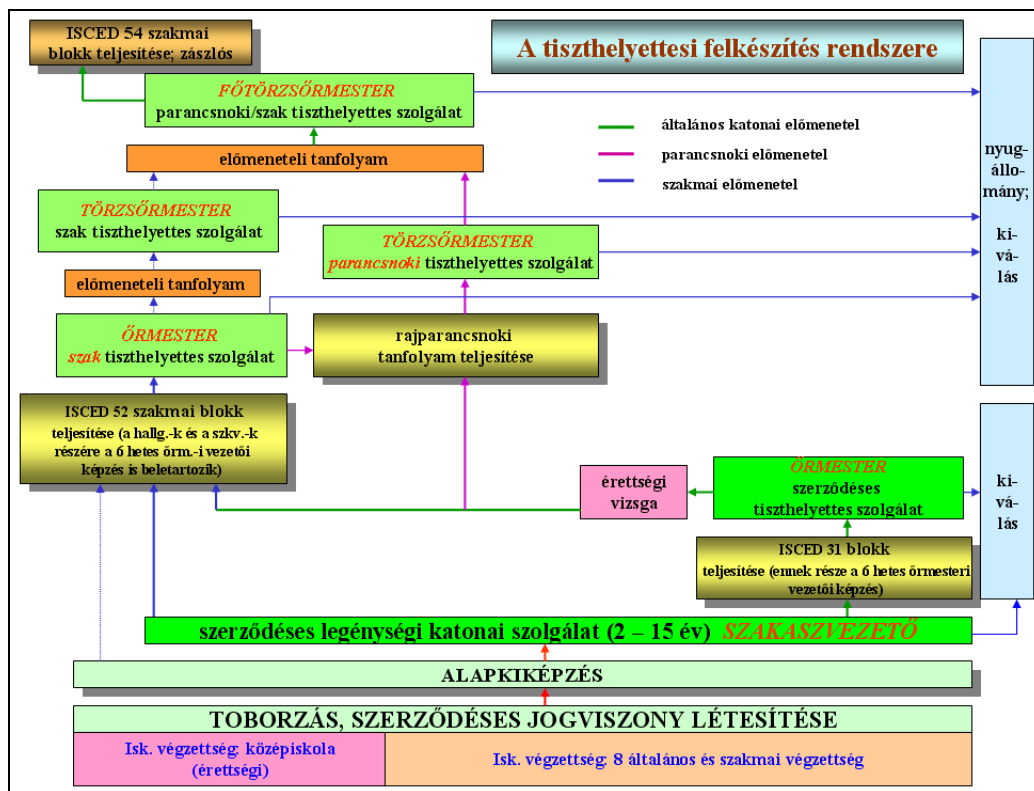 ISCED 54 szakmai
blokk teljesítése; zászlós
A tiszthelyettesi felkészítés rendszere
FŐTÖRZSŐRMESTER
parancsnoki/szak tiszthelyettes szolgálat
általános katonai előmenetel
parancsnoki előmenetel
szakmai előmenetel
nyug-
állo-
mány;
ki-
vá-
lás
előmeneteli tanfolyam
TÖRZSŐRMESTER
szak tiszthelyettes szolgálat
TÖRZSŐRMESTER
parancsnoki tiszthelyettes szolgálat
előmeneteli tanfolyam
ŐRMESTER
szak tiszthelyettes szolgálat
rajparancsnoki
tanfolyam teljesítése
ISCED 52 szakmai blokk
teljesítése (a hallg.-k és a szkv.-k
részére a 6 hetes őrm.-i vezetői
képzés is beletartozik)
érettségi
vizsga
ŐRMESTER
szerződéses
tiszthelyettes szolgálat
ki-
vá-
lás
ISCED 31 blokk
teljesítése (ennek része a 6 hetes őrmesteri
vezetői képzés)
szerződéses legénységi katonai szolgálat (2 – 15 év) SZAKASZVEZETŐ
ALAPKIKÉPZÉS
TOBORZÁS, SZERZŐDÉSES JOGVISZONY LÉTESÍTÉSE
Isk. végzettség: középiskola
(érettségi)
Isk. végzettség: 8 általános és szakmai végzettség